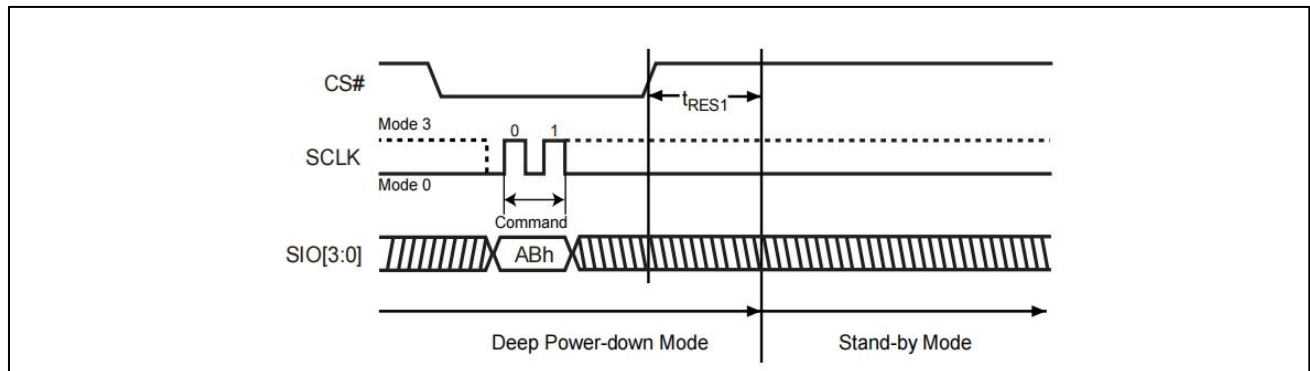 CS#
tRES1
Mode 3
0 1
SCLK
Mode 0
Command
SIO[3:0]
ABh
Deep Power-down Mode
Stand-by Mode